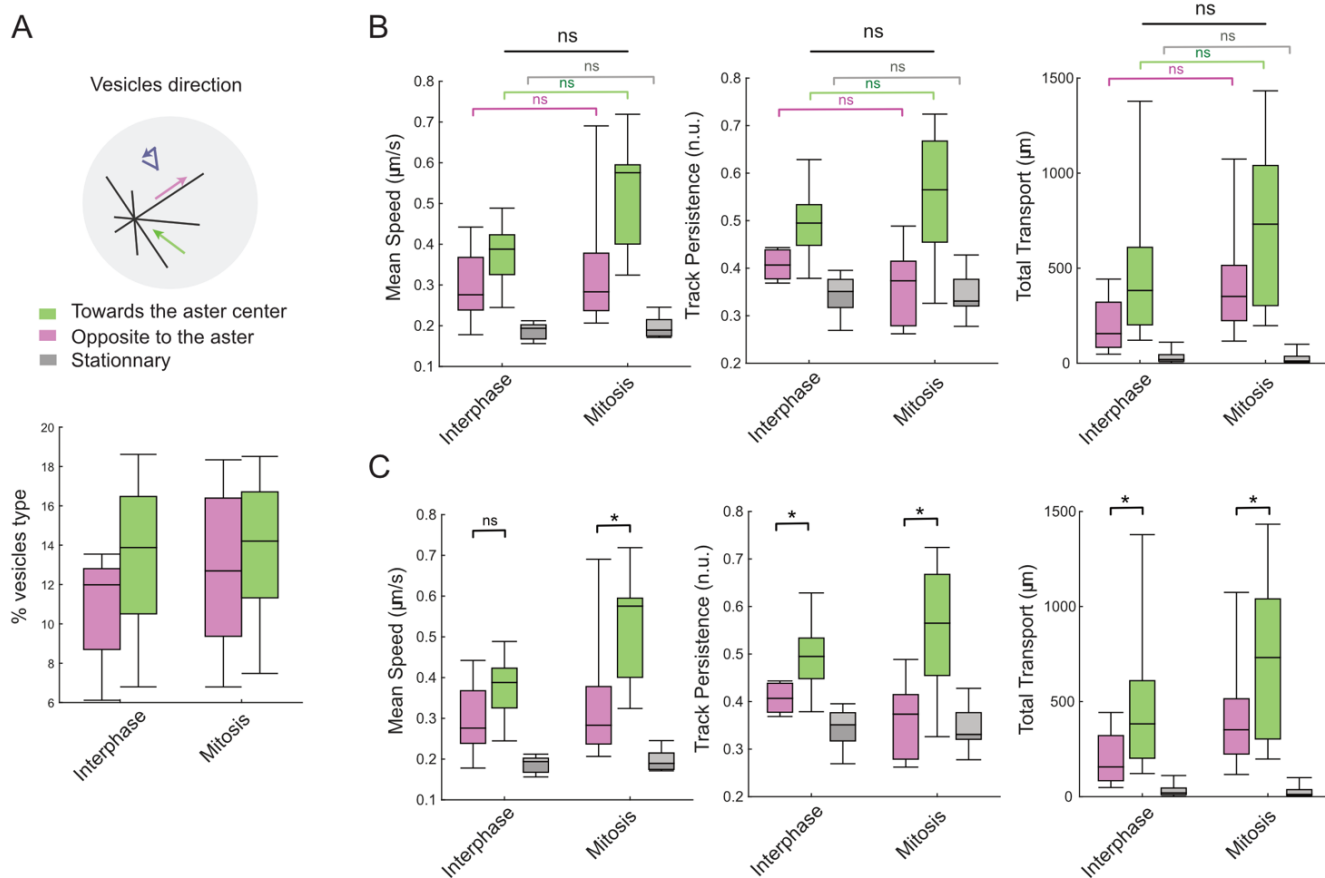 A
Vesicles direction
Towards the aster center
Opposite to the aster
Stationnary
% vesicles type
20
18
16
14
12
10
8
6
Interphase
Mitosis
B
ns
ns
ns
ns
Mean Speed (µm/s)
0.8
0.7
0.6
0.5
0.4
0.3
0.2
0.1
Interphase
Mitosis
ns
ns
ns
ns
Track Persistence (n.u.)
0.8
0.7
0.6
0.5
0.4
0.3
0.2
Interphase
Mitosis
ns
ns
ns
ns
Total Transport (µm)
1500
1000
500
0
Interphase
Mitosis
C
ns
*
Mean Speed (µm/s)
0.8
0.7
0.6
0.5
0.4
0.3
0.2
0.1
Interphase
Mitosis
*
*
Track Persistence (n.u.)
0.8
0.7
0.6
0.5
0.4
0.3
0.2
Interphase
Mitosis
*
*
Total Transport (µm)
1500
1000
500
0
Interphase
Mitosis